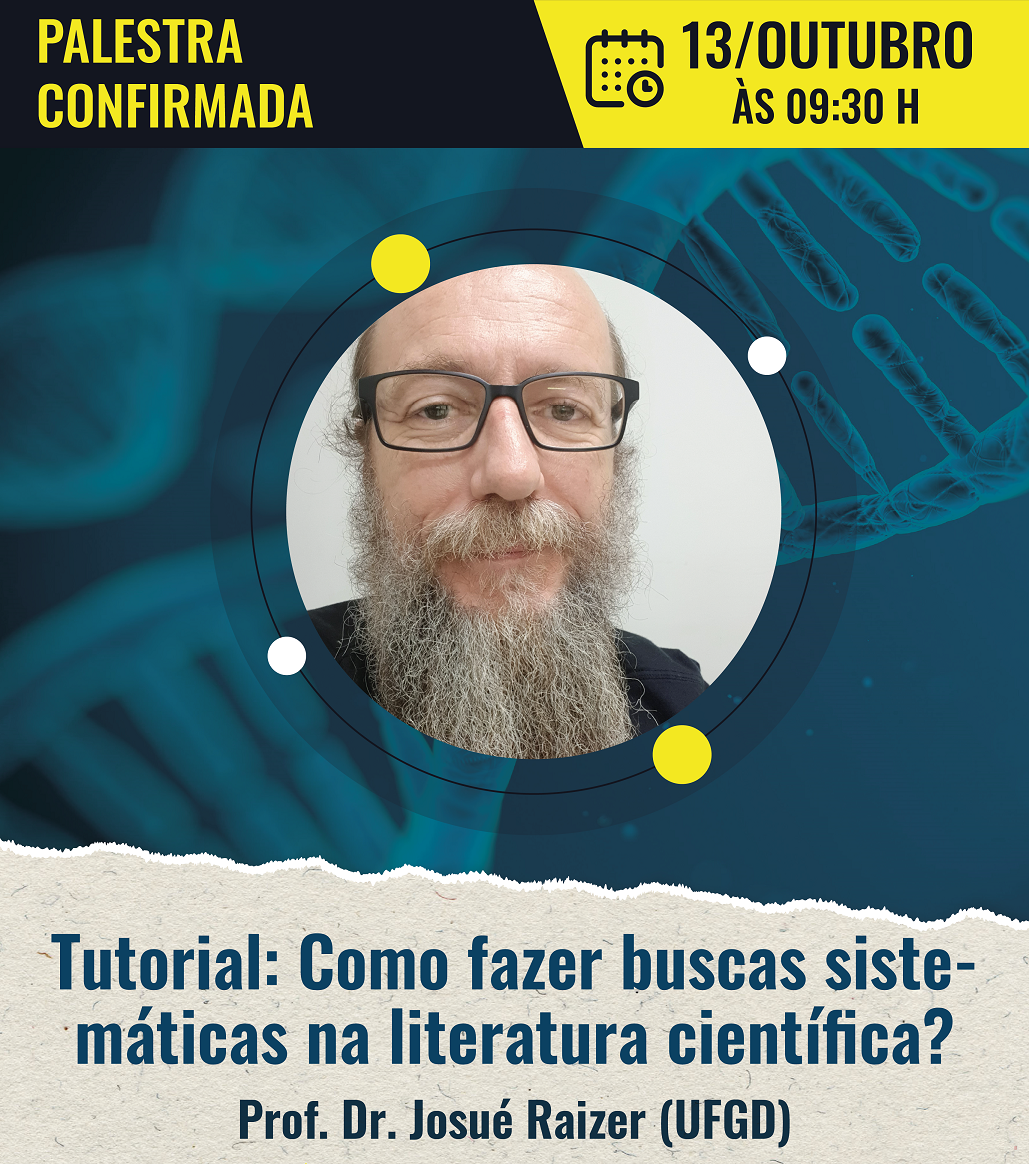 PALESTRA
CONFIRMADA
13/OUTUBRO
ÀS 09:30 H
Tutorial: Como fazer buscas siste-
máticas na literatura científica?
Prof. Dr. Josué Raizer (UFGD)